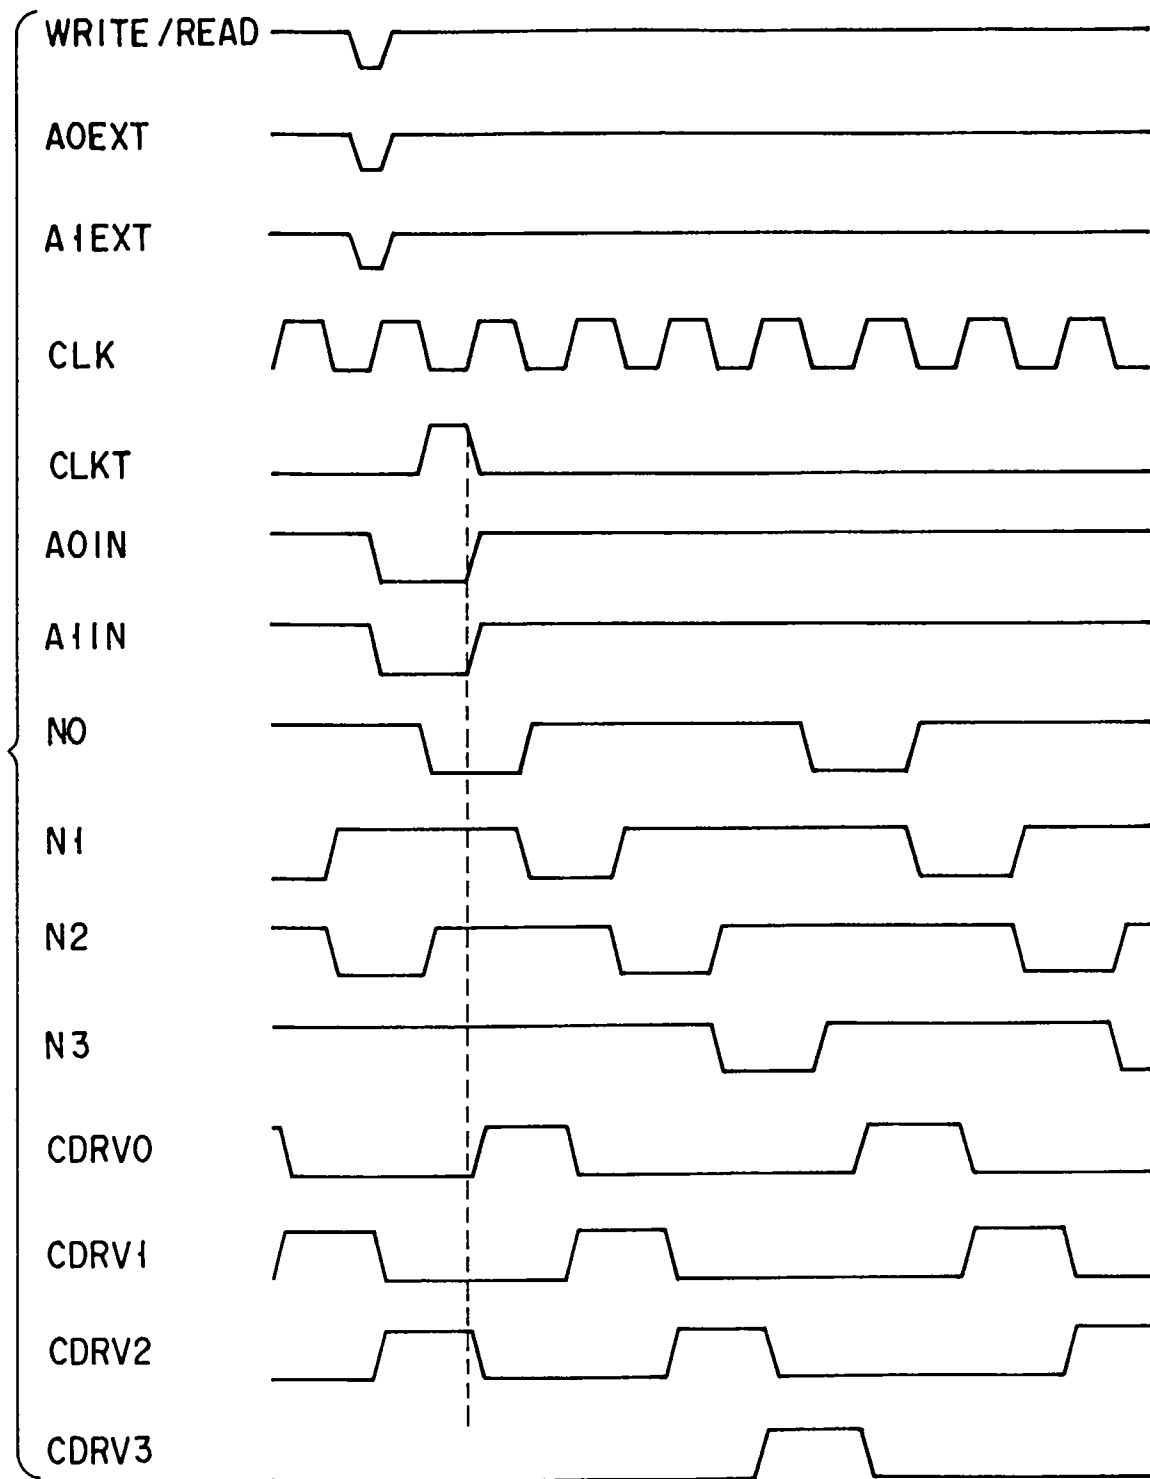 WRITE/READ
A0EXT
A1EXT
CLK
CLKT
A0IN
A1IN
N0
N1
N2
N3
CDRV0
CDRV1
CDRV2
CDRV3